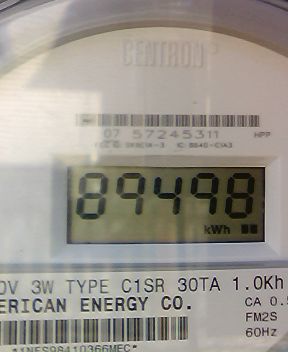 CENTRON®
07 57245311 HPP
89498
kWh
0V 3W TYPE C1SR 30TA 1.0Kh
ERICAN ENERGY CO.
CA 0.5
FM2S
60Hz